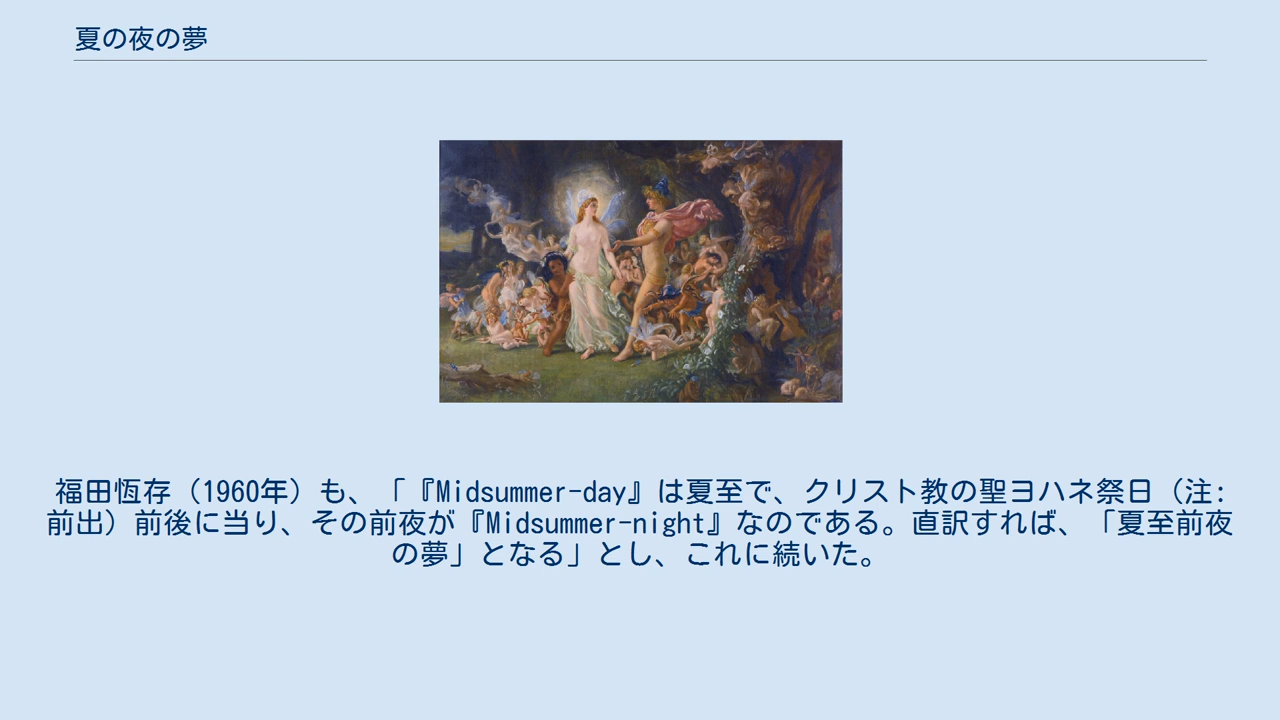 夏の夜の夢
福田恆存（1960年）も、「『Midsummer-day』は夏至で、クリスト教の聖ヨハネ祭日（注:
前出）前後に当り、その前夜が『Midsummer-night』なのである。直訳すれば、「夏至前夜
の夢」となる」とし、これに続いた。